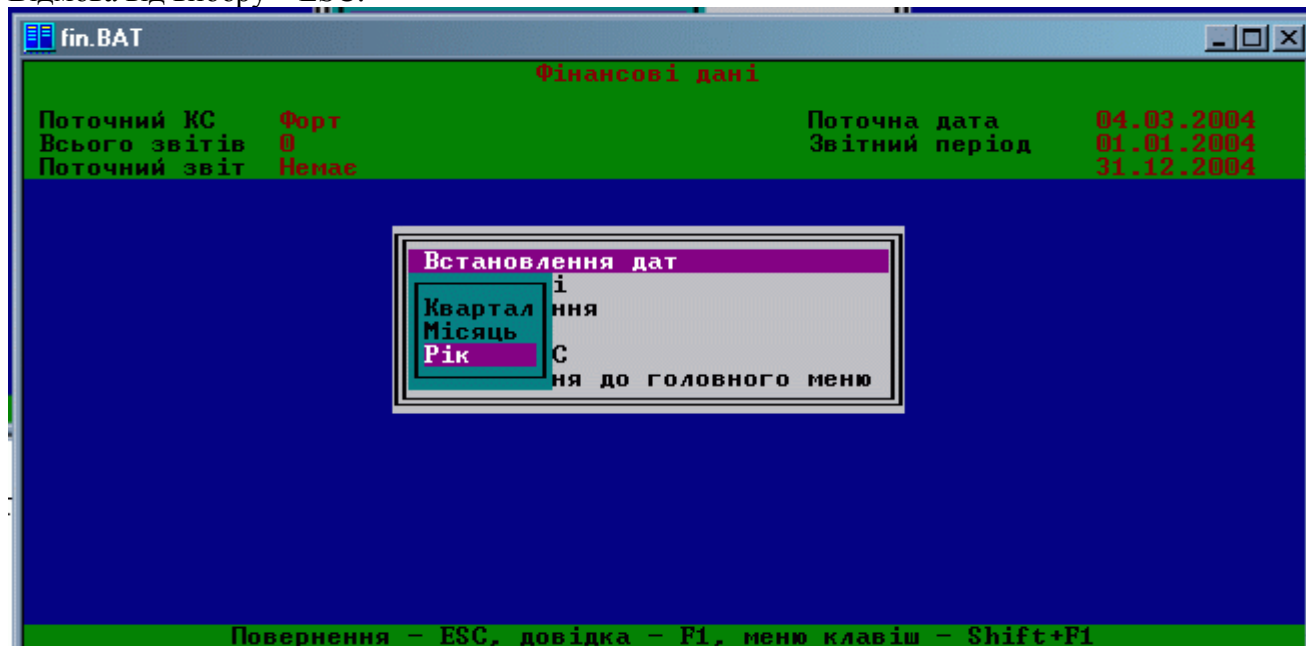 fin.BAT
Фінансові дані
Поточний КС Форт Поточна дата 04.03.2004
Всього звітів 0 Звітний період 01.01.2004
Поточний звіт Немає 31.12.2004
Встановлення дат
і
Квартал ння
Місяць
Рік С
ня до головного меню
Повернення – ESC, довідка – F1, меню клавіш – Shift+F1